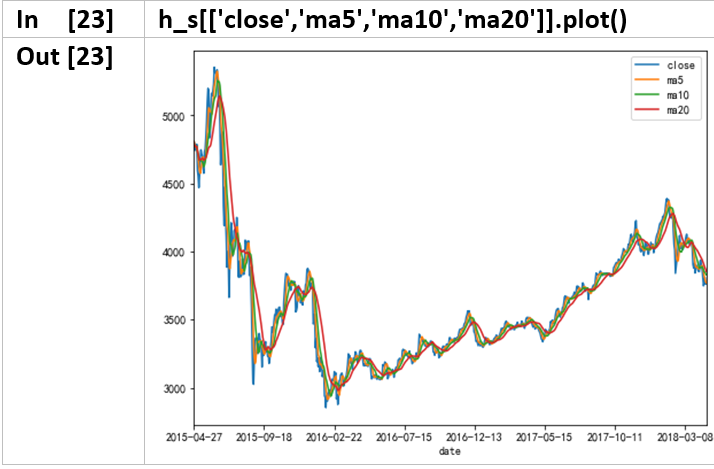 In [23]
h_s[['close','ma5','ma10','ma20']].plot()
Out [23]
close
ma5
ma10
ma20
5000
4500
4000
3500
3000
2015-04-27 2015-09-18 2016-02-22 2016-07-15 2016-12-13 2017-05-15 2017-10-11 2018-03-08
date